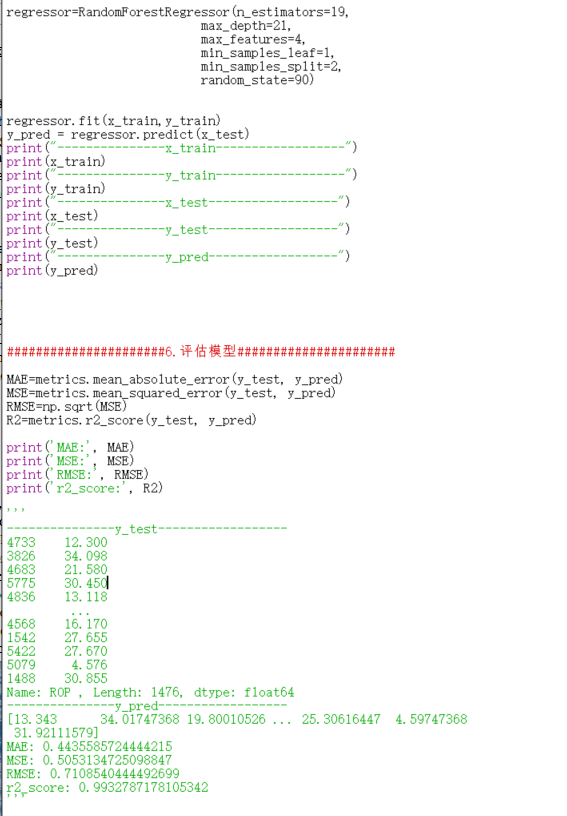 regressor=RandomForestRegressor(n_estimators=19,
max_depth=21,
max_features=4,
min_samples_leaf=1,
min_samples_split=2,
random_state=90)
regressor.fit(x_train,y_train)
y_pred = regressor.predict(x_test)
print("---------------x_train------------------")
print(x_train)
print("---------------y_train------------------")
print(y_train)
print("---------------x_test------------------")
print(x_test)
print("---------------y_test------------------")
print(y_test)
print("---------------y_pred------------------")
print(y_pred)
######################6.评估模型######################
MAE=metrics.mean_absolute_error(y_test, y_pred)
MSE=metrics.mean_squared_error(y_test, y_pred)
RMSE=np.sqrt(MSE)
R2=metrics.r2_score(y_test, y_pred)
print('MAE:', MAE)
print('MSE:', MSE)
print('RMSE:', RMSE)
print('r2_score:', R2)
'''
---------------y_test------------------
4733    12.300
3826    34.098
4683    21.580
5775    30.450
4836    13.118
...
4568    16.170
1542    27.655
5422    27.670
5079    4.576
1488    30.855
Name: ROP , Length: 1476, dtype: float64
---------------y_pred------------------
[13.343      34.01747368 19.80010526 ... 25.30616447  4.59747368
31.92111579]
MAE: 0.4435585724444215
MSE: 0.5053134725098847
RMSE: 0.7108540444492699
r2_score: 0.9932787178105342
'''